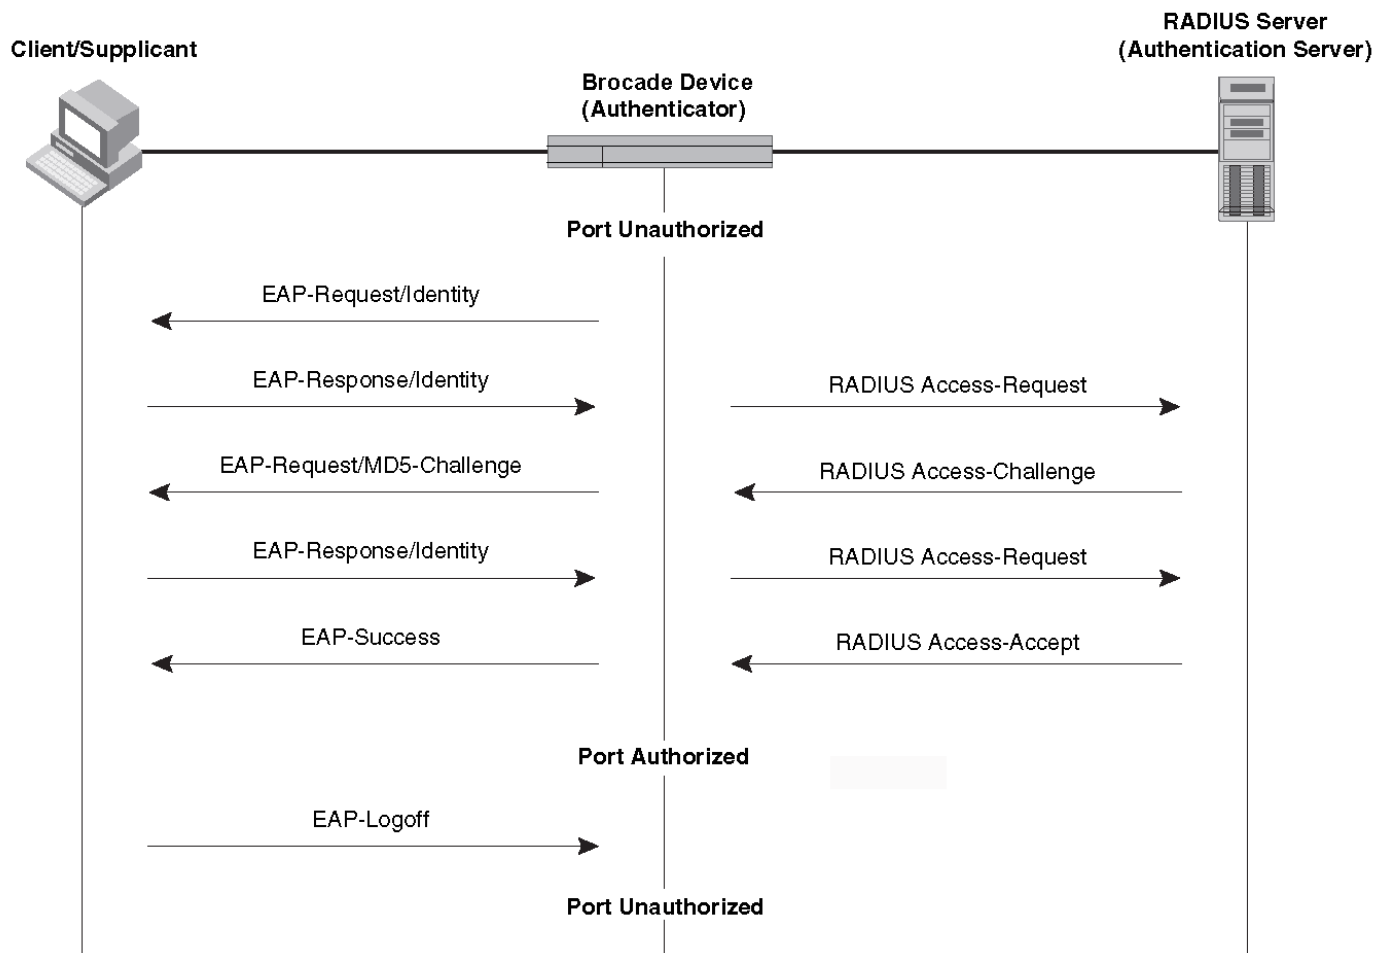 RADIUS Server
(Authentication Server)
Client/Supplicant
Brocade Device
(Authenticator)
Port Unauthorized
EAP-Request/Identity
EAP-Response/Identity
RADIUS Access-Request
EAP-Request/MD5-Challenge
RADIUS Access-Challenge
EAP-Response/Identity
RADIUS Access-Request
EAP-Success
RADIUS Access-Accept
Port Authorized
EAP-Logoff
Port Unauthorized